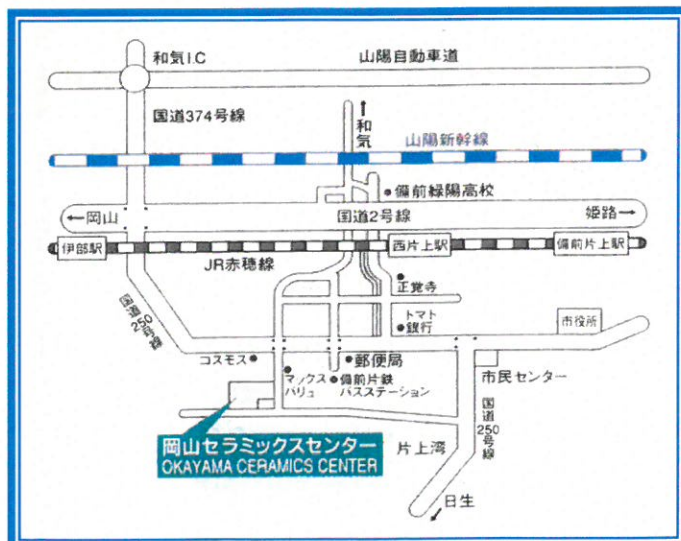 和気I.C
山陽自動車道
国道374号線
和気
山陽新幹線
備前緑陽高校
←岡山
国道2号線
姫路→
伊部駅
西片上駅
備前片上駅
JR赤穂線
正覚寺
国道250号線
トマト
銀行
市役所
コスモス
郵便局
マックス
バリュ
備前片鉄
バスステーション
市民センター
国道250号線
岡山セラミックスセンター
OKAYAMA CERAMICS CENTER
片上湾
日生